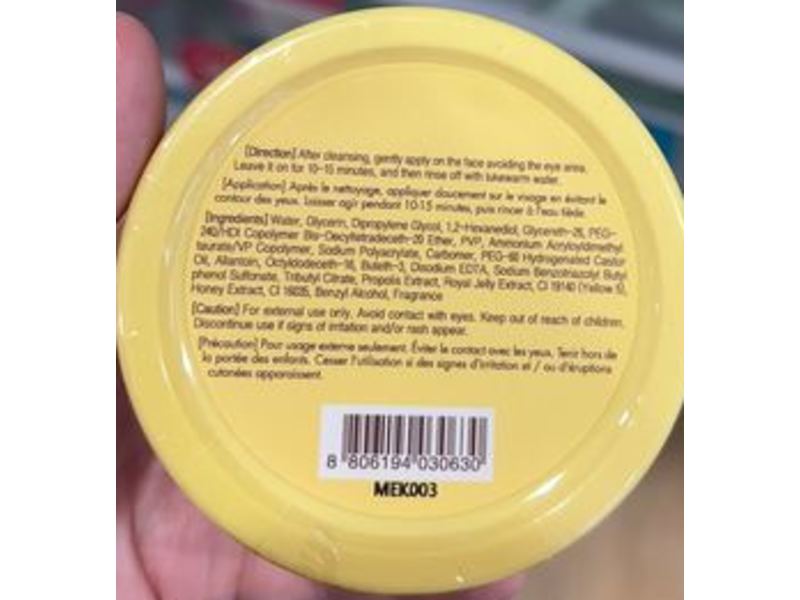 [Direction] After cleansing, gently apply on the face avoiding the eye area.
Leave it on for 10-15 minutes, and then rinse off with lukewarm water.
[Application] Après le nettoyage, appliquer doucement sur le visage en évitant le
contour des yeux. Laisser agir pendant 10-15 minutes, puis rincer à l'eau tiède.
[Ingredients] Water, Glycerin, Dipropylene Glycol, 1,2-Hexanediol, Glycereth-26, PEG-
240/HDI Copolymer Bis-Decyltetradeceth-20 Ether, PVP, Ammonium Acryloyldimethyl
taurate/VP Copolymer, Sodium Polyacrylate, Carbomer, PEG-60 Hydrogenated Castor
Oil, Allantoin, Octyldodeceth-16, Buteth-3, Disodium EDTA, Sodium Benzotriazolyl Butyl
phenol Sulfonate, Tributyl Citrate, Propolis Extract, Royal Jelly Extract, CI 19140 (Yellow 5),
Honey Extract, CI 16035, Benzyl Alcohol, Fragrance
[Caution] For external use only. Avoid contact with eyes. Keep out of reach of children.
Discontinue use if signs of irritation and/or rash appear.
[Précaution] Pour usage externe seulement. Éviter le contact avec les yeux. Tenir hors de
la portée des enfants. Cesser l'utilisation si des signes d'irritation et / ou d'éruptions
cutanées apparaissent.
8 806194 030630
MEK003